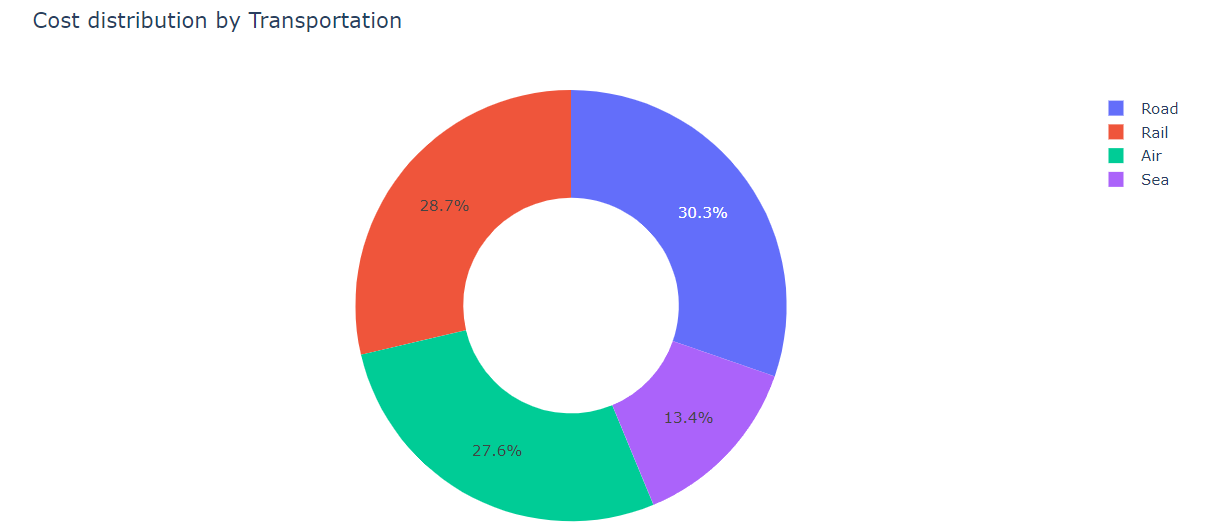 Cost distribution by Transportation
Road
Rail
Air
Sea
28.7%
30.3%
13.4%
27.6%